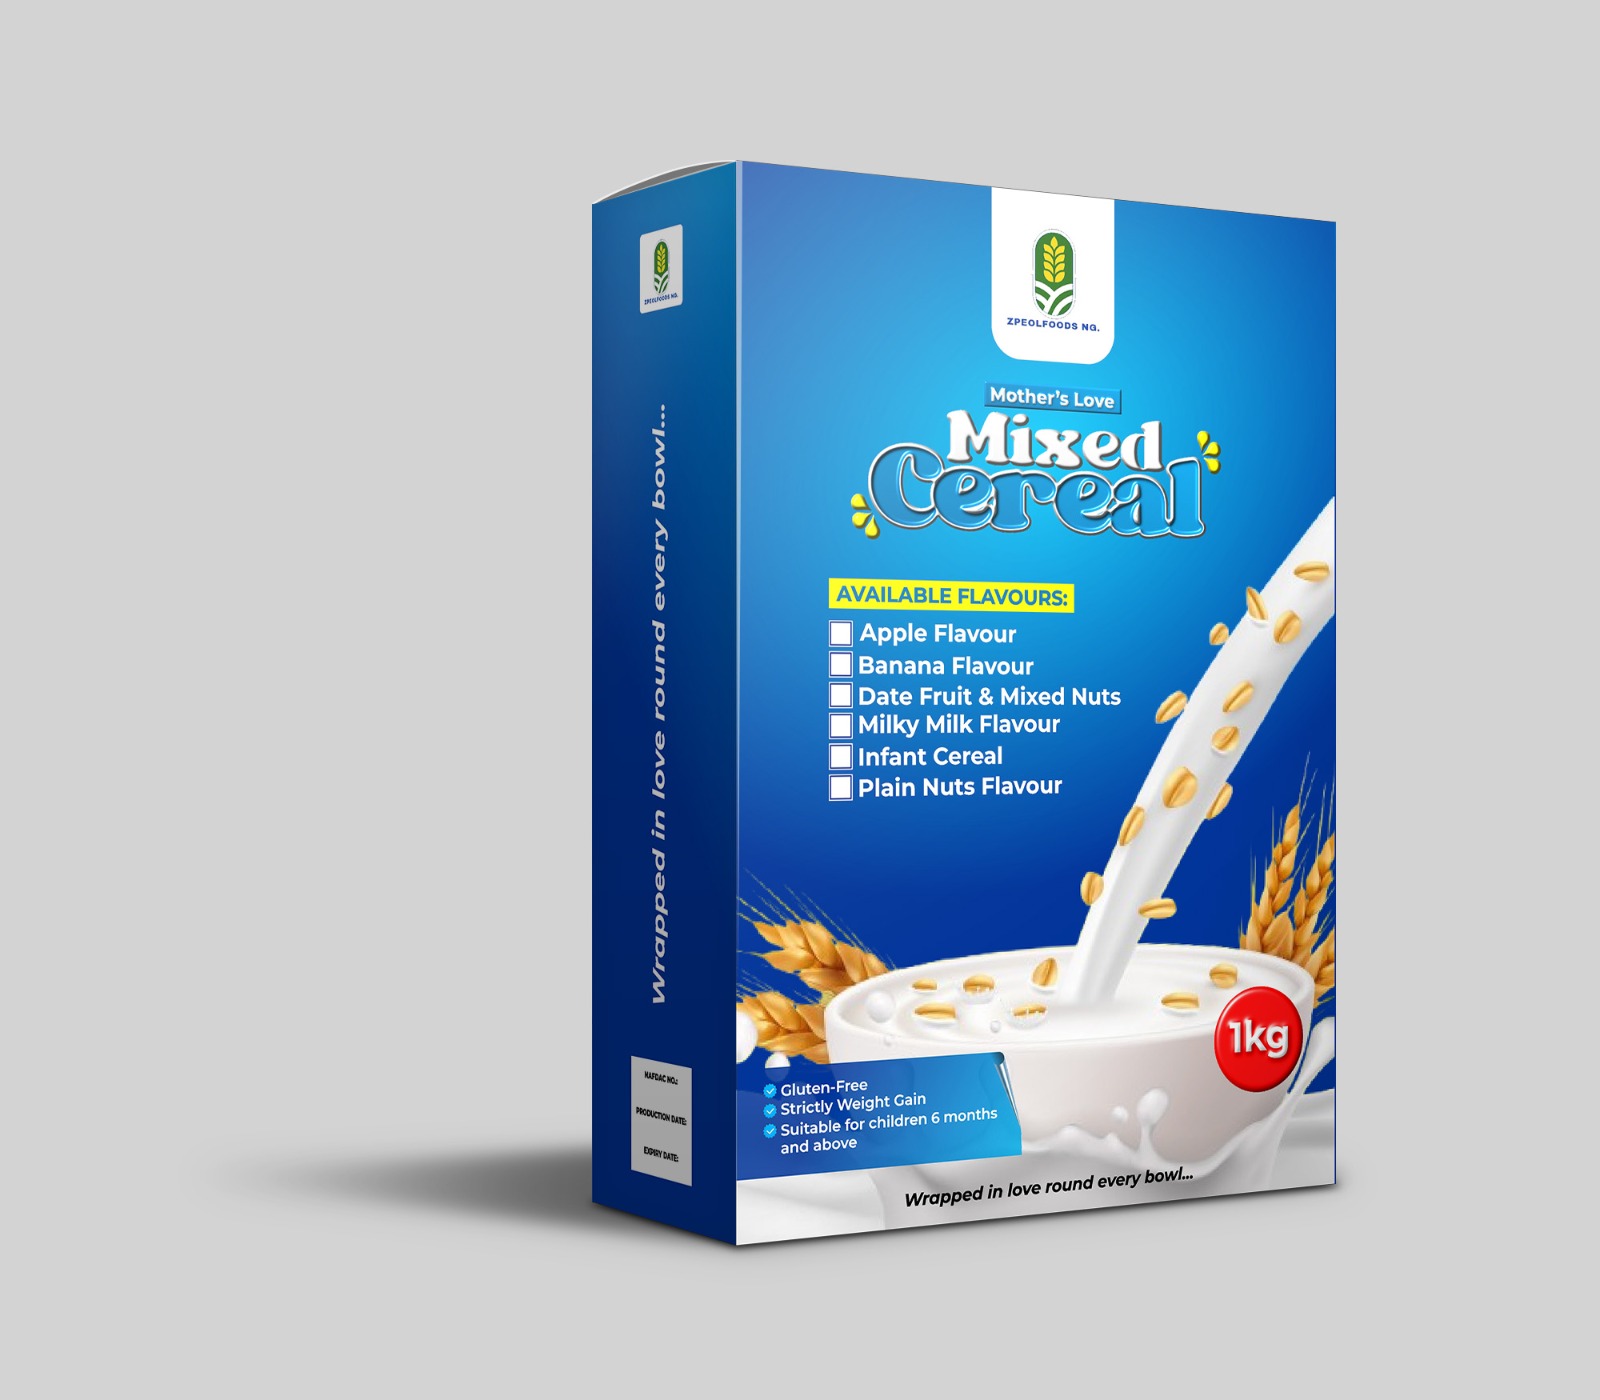 ZPEOLFOODS NG.
Wrapped in love round every bowl...
NAFDAC NO.:
PRODUCTION DATE:
EXPIRY DATE:
ZPEOLFOODS NG.
Mother's Love
Mixed
Cereal
AVAILABLE FLAVOURS:
Apple Flavour
Banana Flavour
Date Fruit & Mixed Nuts
Milky Milk Flavour
Infant Cereal
Plain Nuts Flavour
1kg
Gluten-Free
Strictly Weight Gain
Suitable for children 6 months
and above
Wrapped in love round every bowl...